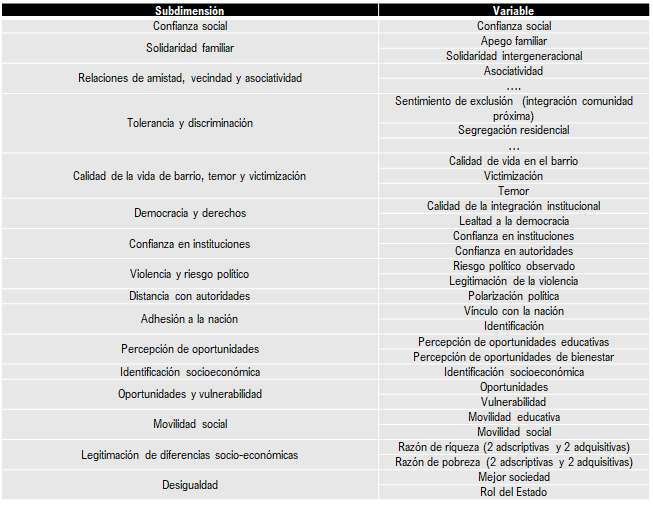 Subdimensión Variable
Confianza social Confianza social
Solidaridad familiar Apego familiar
Solidaridad intergeneracional
Relaciones de amistad, vecindad y asociatividad Asociatividad
....
Tolerancia y discriminación Sentimiento de exclusión (integración comunidad
próxima)
Segregación residencial
...
Calidad de la vida de barrio, temor y victimización Calidad de vida en el barrio
Victimización
Temor
Democracia y derechos Calidad de la integración institucional
Lealtad a la democracia
Confianza en instituciones Confianza en instituciones
Confianza en autoridades
Violencia y riesgo político Riesgo político observado
Legitimación de la violencia
Distancia con autoridades Polarización política
Adhesión a la nación Vínculo con la nación
Identificación
Percepción de oportunidades Percepción de oportunidades educativas
Percepción de oportunidades de bienestar
Identificación socioeconómica Identificación socioeconómica
Oportunidades y vulnerabilidad Oportunidades
Vulnerabilidad
Movilidad social Movilidad educativa
Movilidad social
Legitimación de diferencias socio-económicas Razón de riqueza (2 adscriptivas y 2 adquisitivas)
Razón de pobreza (2 adscriptivas y 2 adquisitivas)
Desigualdad Mejor sociedad
Rol del Estado